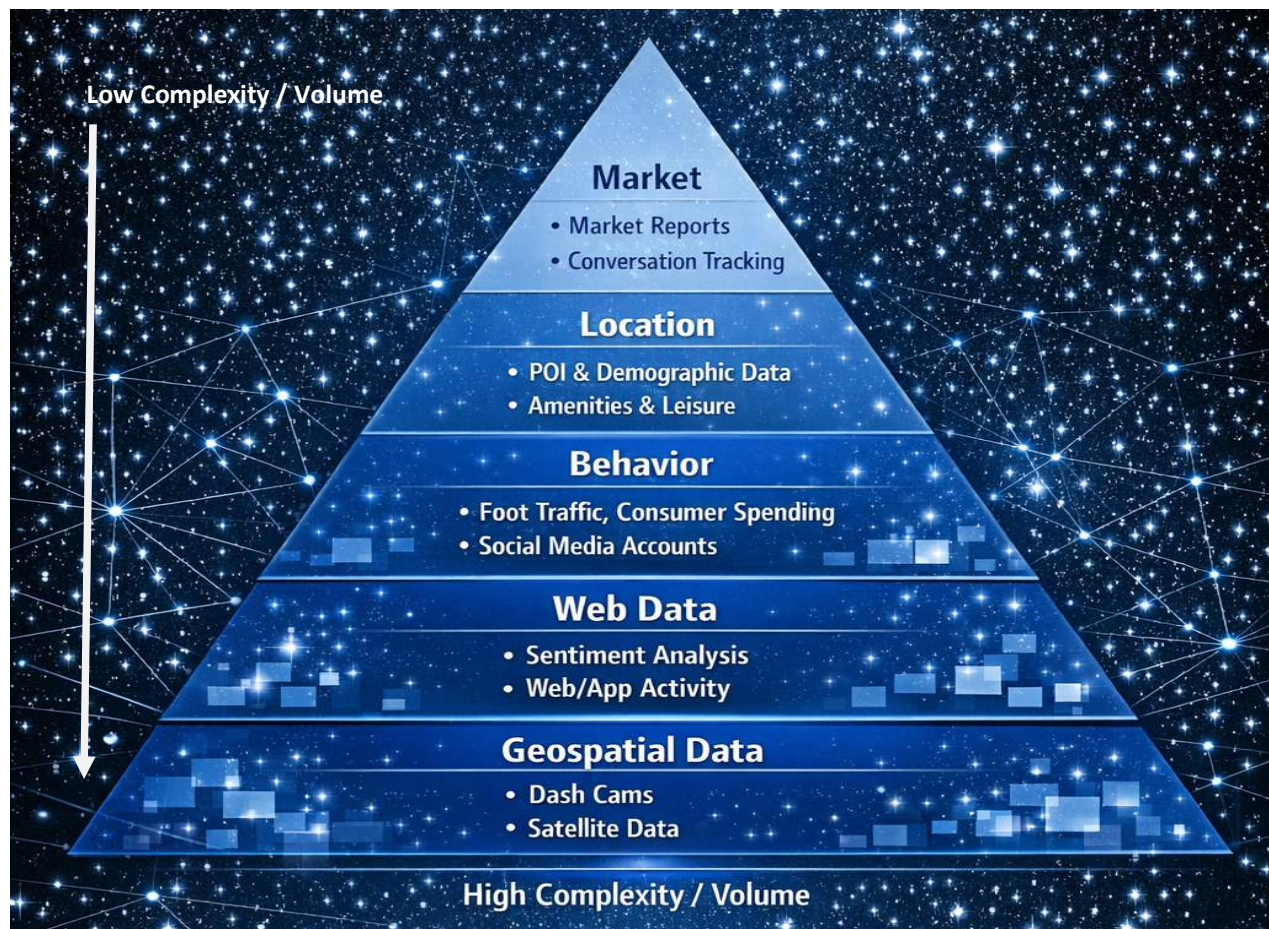 Low Complexity / Volume
Market
• Market Reports
• Conversation Tracking
Location
• POI & Demographic Data
• Amenities & Leisure
Behavior
• Foot Traffic, Consumer Spending
• Social Media Accounts
Web Data
• Sentiment Analysis
• Web/App Activity
Geospatial Data
• Dash Cams
• Satellite Data
High Complexity / Volume